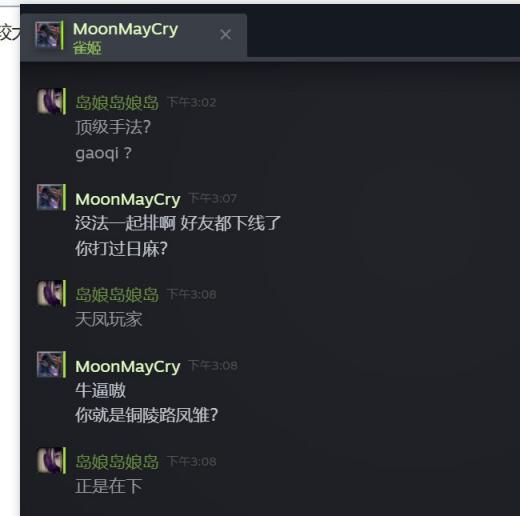 MoonMayCry
雀姬
岛娘岛娘岛 下午3:02
顶级手法?
gaoqi ?
MoonMayCry 下午3:07
没法一起排啊 好友都下线了
你打过日麻?
岛娘岛娘岛 下午3:08
天凤玩家
MoonMayCry 下午3:08
牛逼嗷
你就是铜陵路凤雏?
岛娘岛娘岛 下午3:08
正是在下